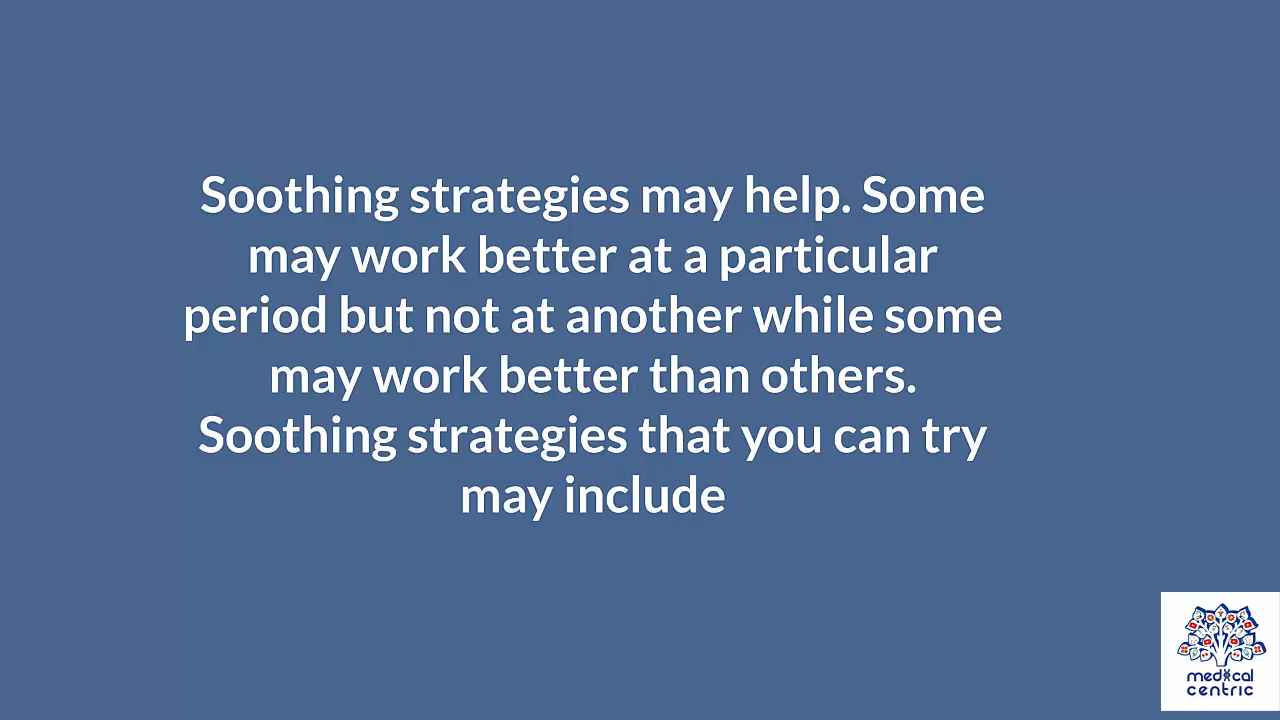 Soothing strategies may help. Some
may work better at a particular
period but not at another while some
may work better than others.
Soothing strategies that you can try
may include
medical
centric